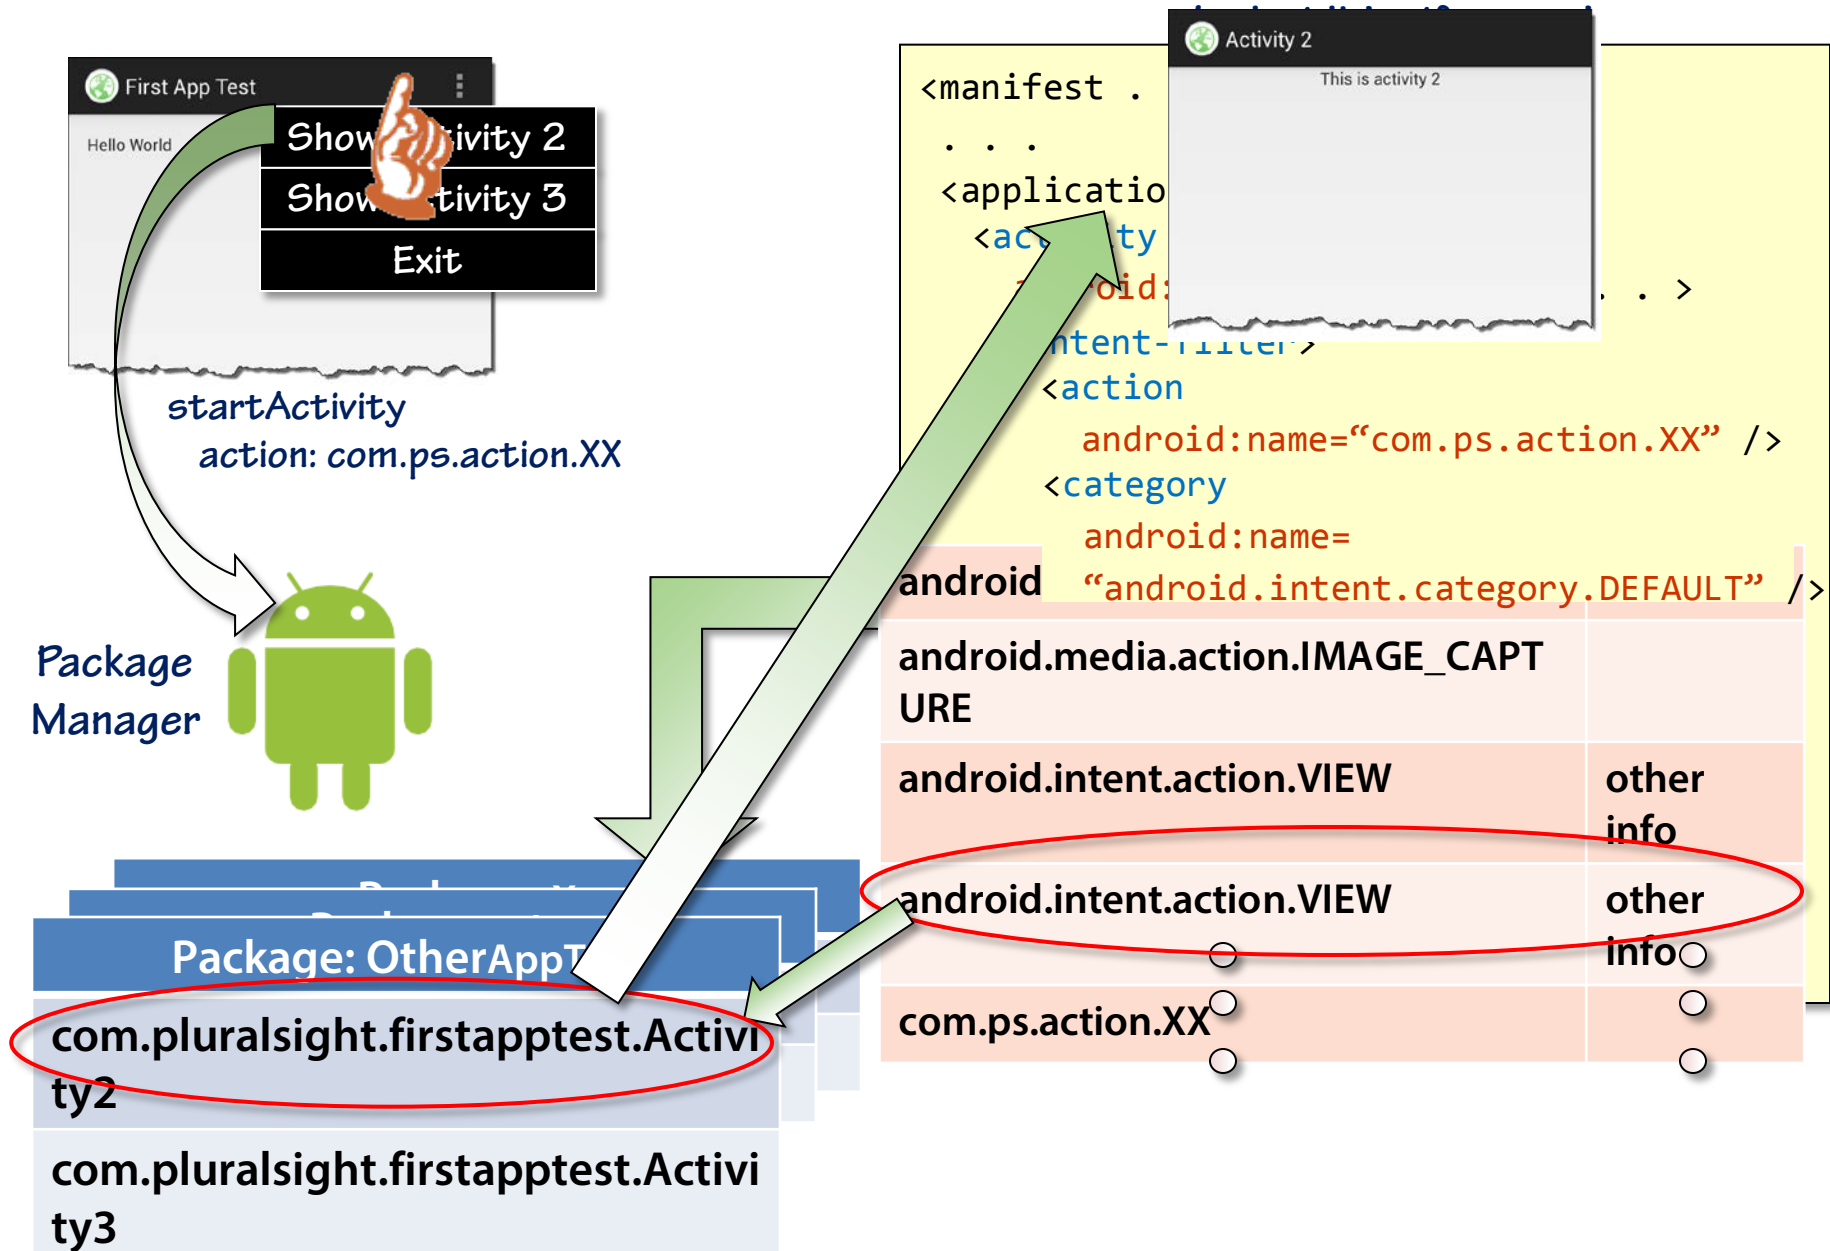 First App Test
Hello World
Show Activity 2
Show Activity 3
Exit
startActivity
action: com.ps.action.XX
Package
Manager
Package: OtherAppT
com.pluralsight.firstapptest.Activi
ty2
com.pluralsight.firstapptest.Activi
ty3
Activity 2
This is activity 2
<manifest .
. . .
<applicatio
<activity
android:
. . >
ntent-filter>
<action
android:name=“com.ps.action.XX” />
<category
android:name=
“android.intent.category.DEFAULT” />
android
android.media.action.IMAGE_CAPT
URE
android.intent.action.VIEW
other
info
android.intent.action.VIEW
other
info
com.ps.action.XX